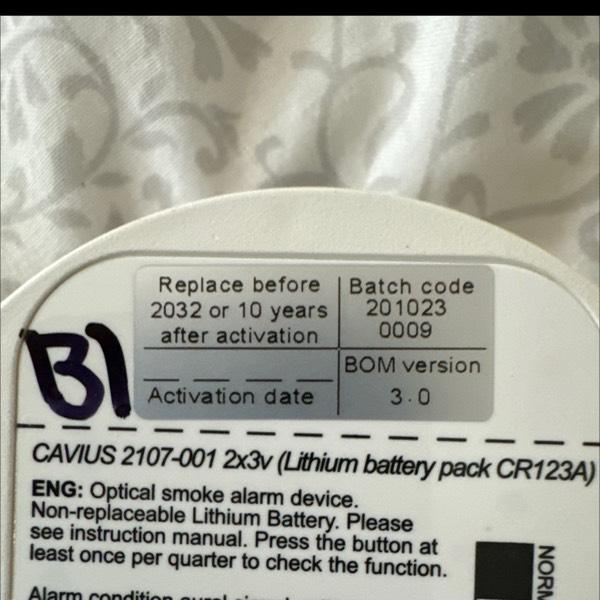 Replace before
2032 or 10 years
after activation
Activation date
Batch code
201023
0009
BOM version
3.0
B1
CAVIUS 2107-001 2x3v (Lithium battery pack CR123A)
ENG: Optical smoke alarm device.
Non-replaceable Lithium Battery. Please
see instruction manual. Press the button at
least once per quarter to check the function.
Alarm condition
NORM